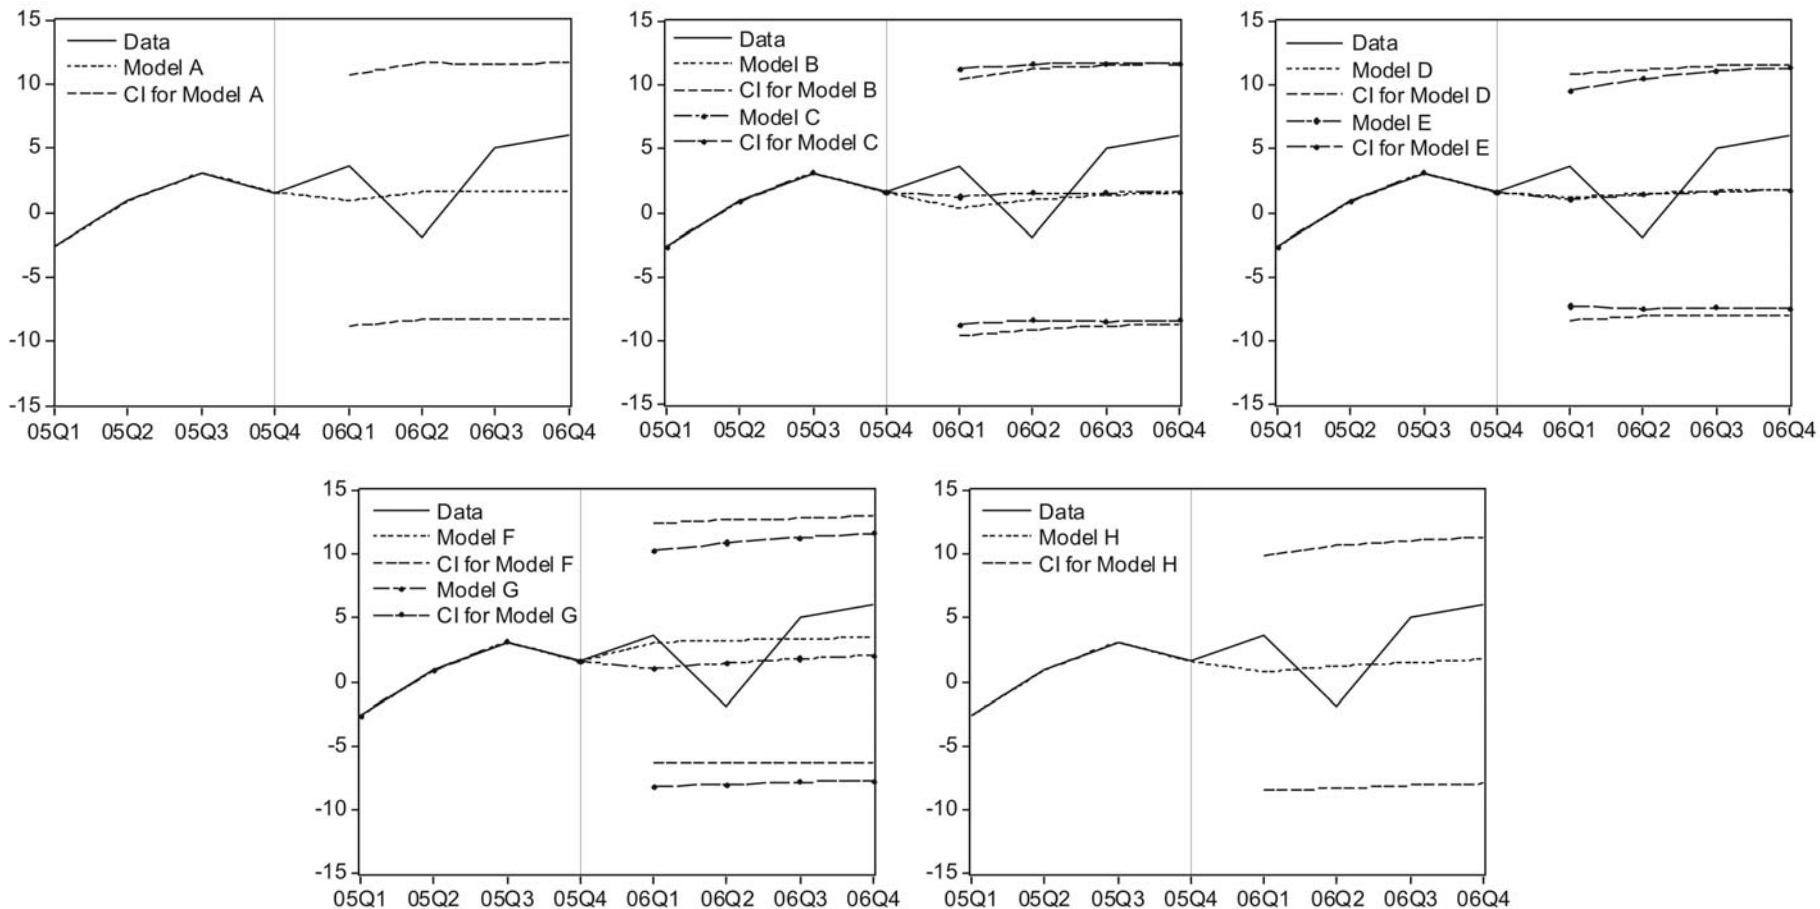 15
10
5
0
-5
-10
-15
Data
Model A
CI for Model A
05Q1 05Q2 05Q3 05Q4 06Q1 06Q2 06Q3 06Q4
15
10
5
0
-5
-10
-15
Data
Model B
CI for Model B
Model C
CI for Model C
05Q1 05Q2 05Q3 05Q4 06Q1 06Q2 06Q3 06Q4
15
10
5
0
-5
-10
-15
Data
Model D
CI for Model D
Model E
CI for Model E
05Q1 05Q2 05Q3 05Q4 06Q1 06Q2 06Q3 06Q4
15
10
5
0
-5
-10
-15
Data
Model F
CI for Model F
Model G
CI for Model G
05Q1 05Q2 05Q3 05Q4 06Q1 06Q2 06Q3 06Q4
15
10
5
0
-5
-10
-15
Data
Model H
CI for Model H
05Q1 05Q2 05Q3 05Q4 06Q1 06Q2 06Q3 06Q4